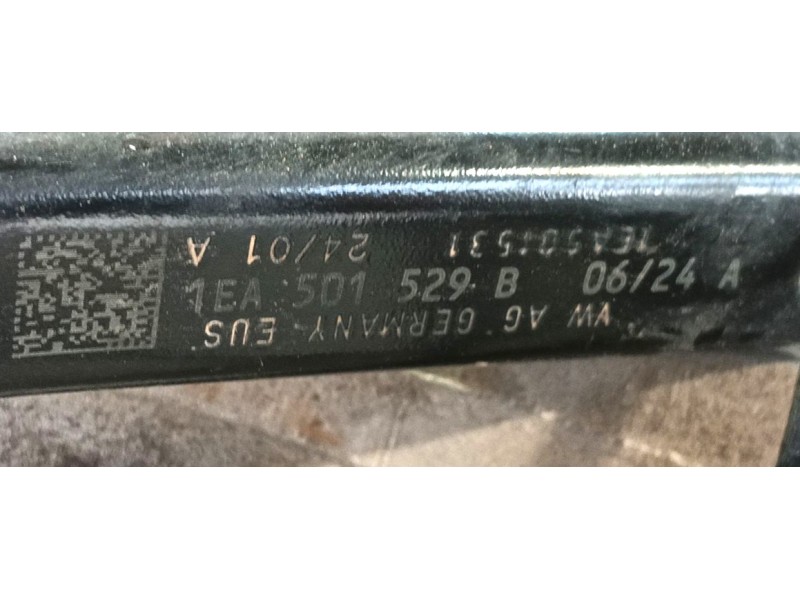 1EA501531 24/01 A
1EA 501 529 B 06/24 A
VW AG GERMANY EUS